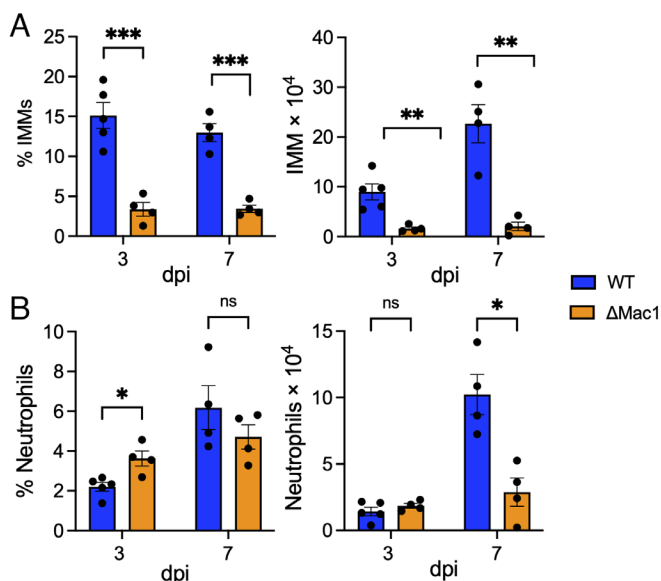 A
% IMMs
25
20
15
10
5
0
***
***
3
7
dpi
IMM × 10⁴
40
30
20
10
0
**
**
3
7
dpi
WT
ΔMac1
B
% Neutrophils
10
8
6
4
2
0
*
ns
3
7
dpi
Neutrophils × 10⁴
15
10
5
0
ns
*
3
7
dpi